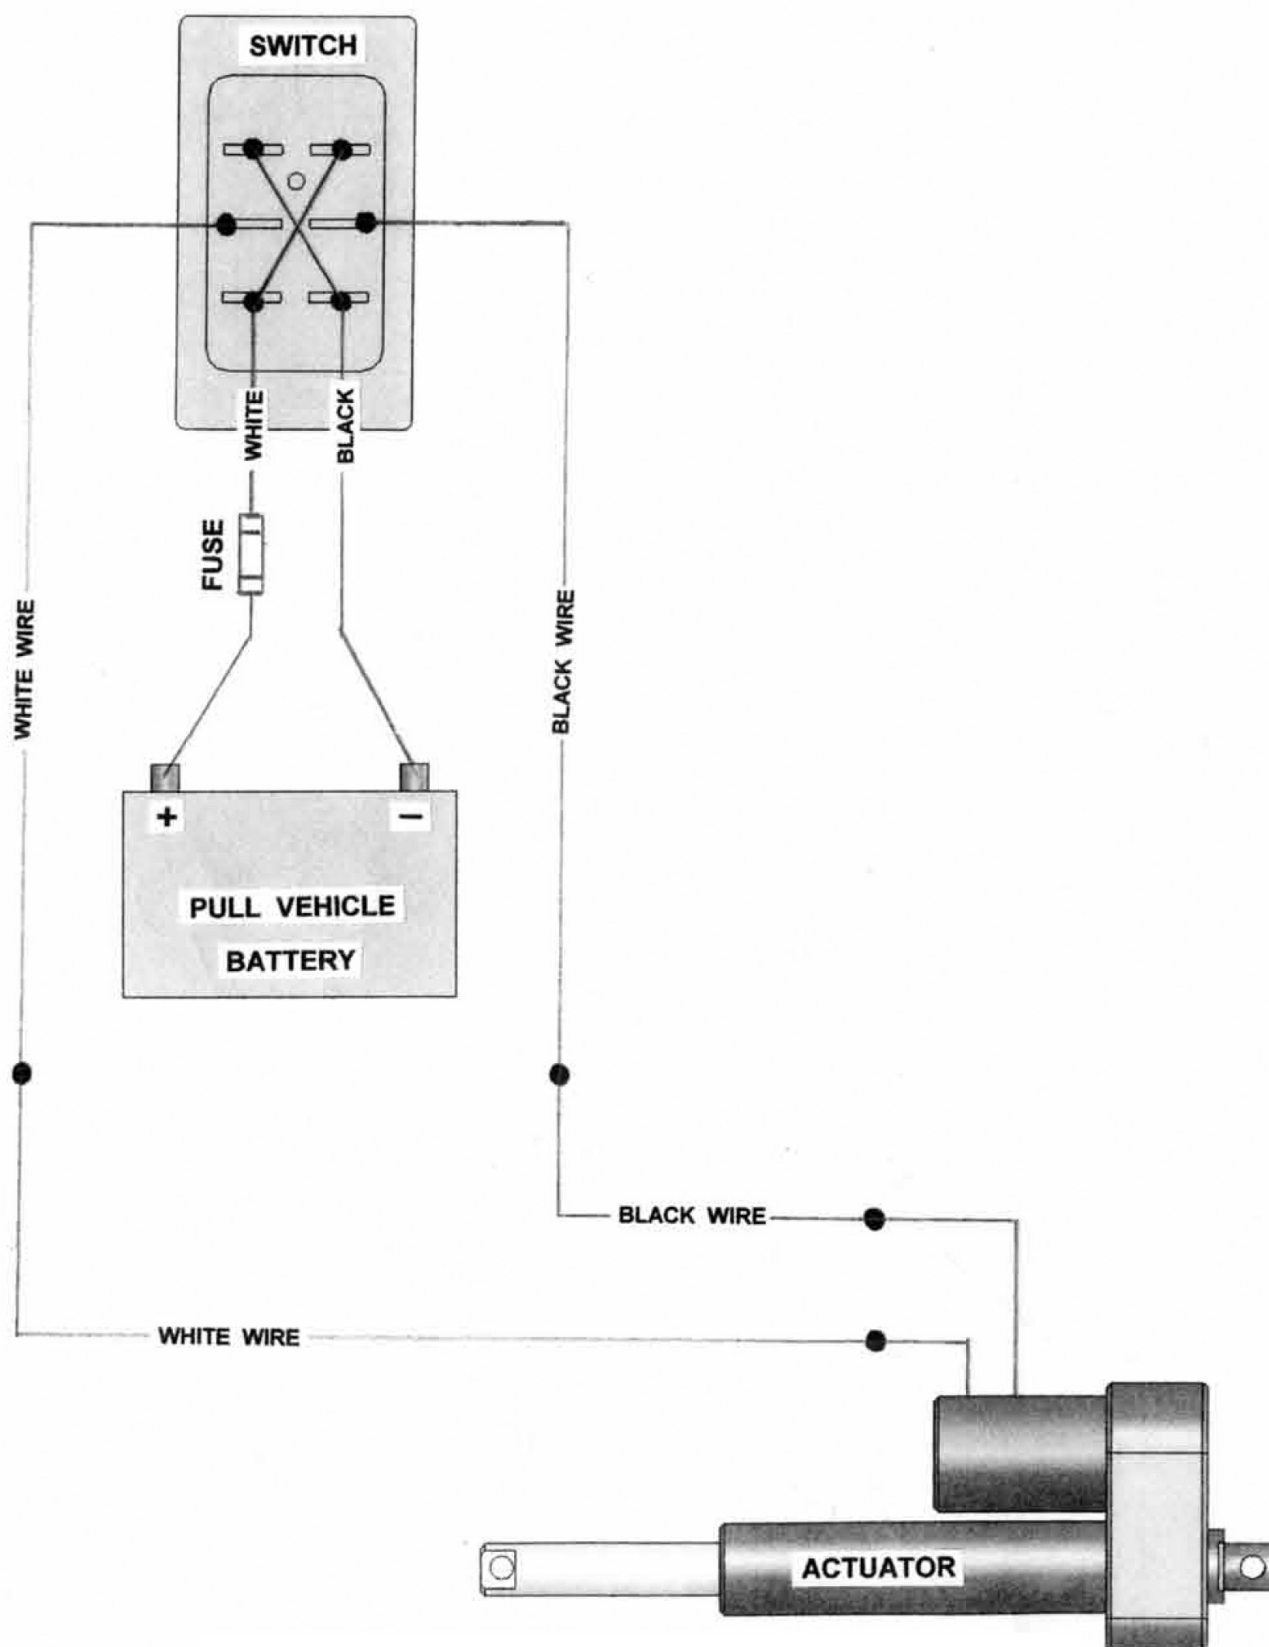 SWITCH
WHITE
BLACK
FUSE
WHITE WIRE
BLACK WIRE
+
−
PULL VEHICLE
BATTERY
BLACK WIRE
WHITE WIRE
ACTUATOR